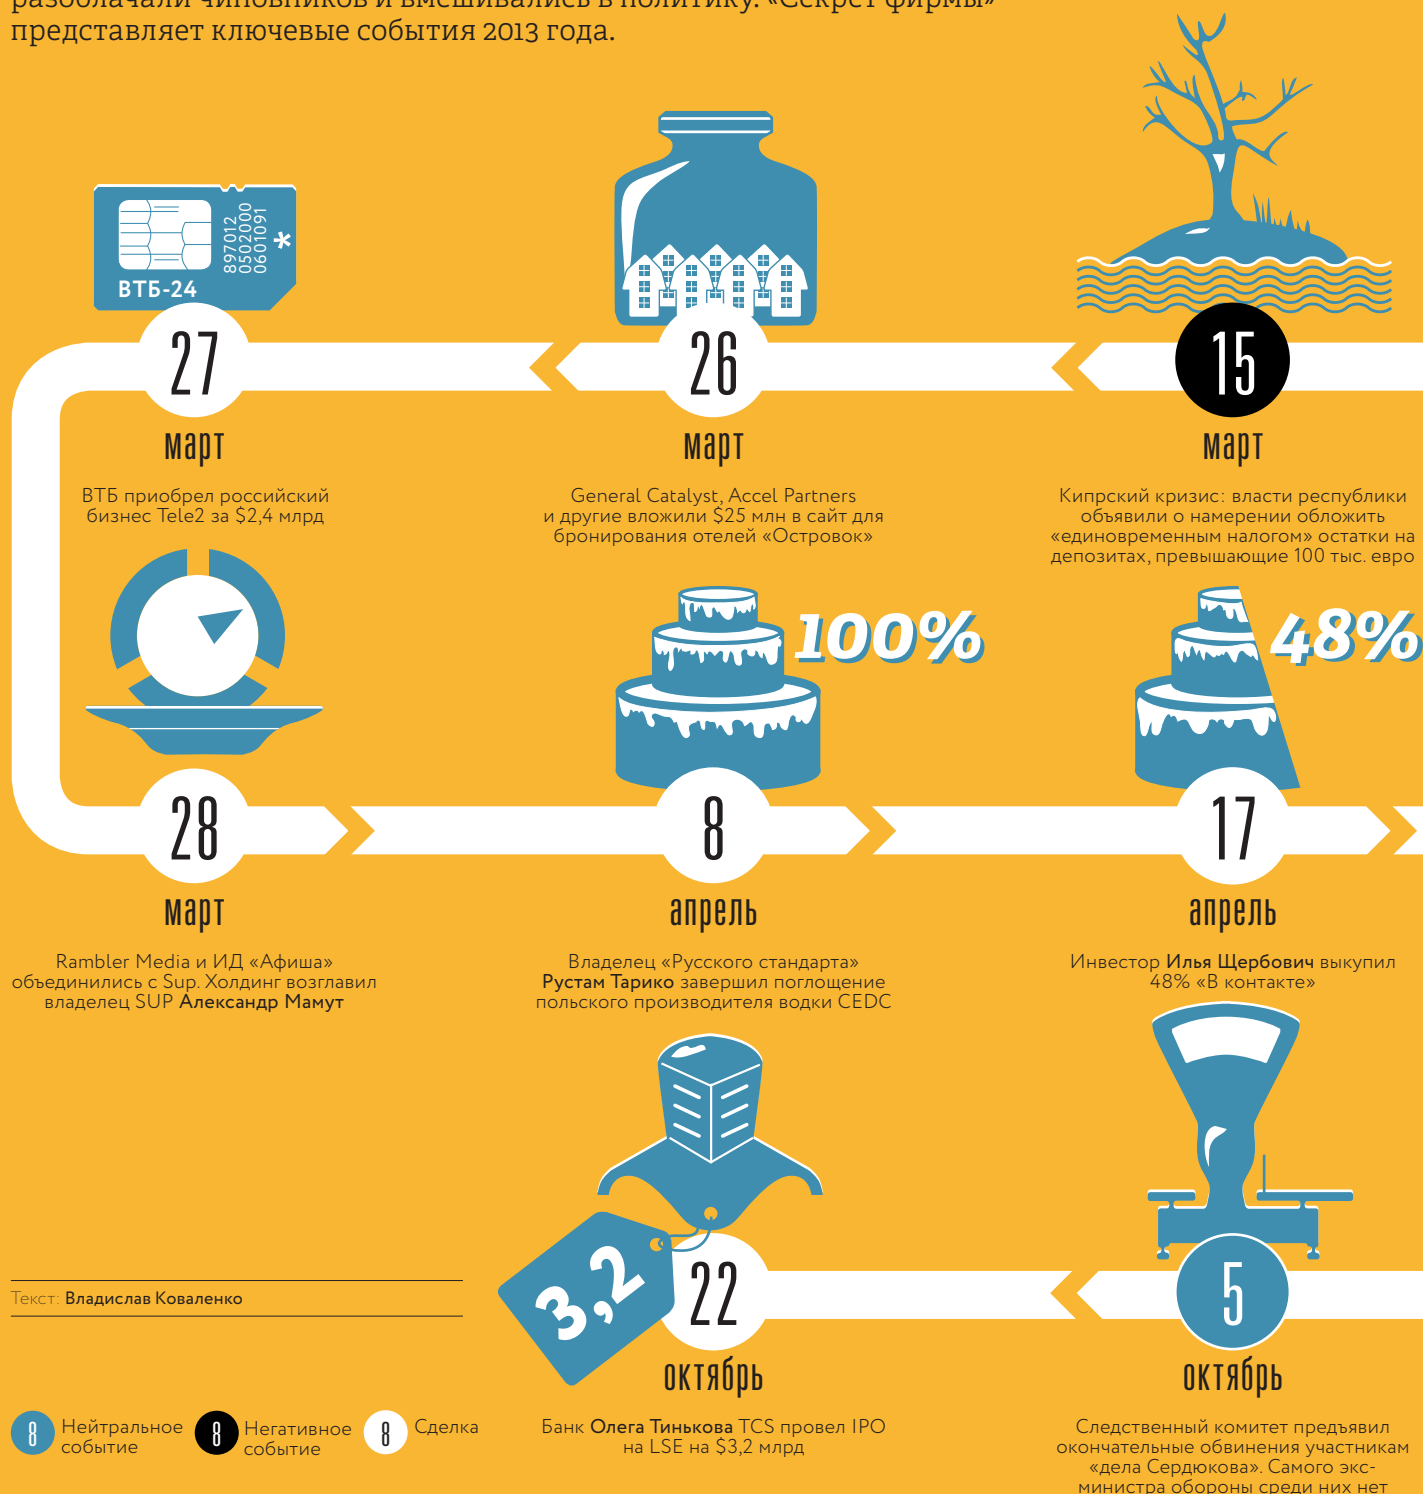 разоблачали чиновников и вмешивались в политику. «Секрет фирмы»
представляет ключевые события 2013 года.
897012
0502000
0601091
*
ВТБ-24
27
март
ВТБ приобрел российский
бизнес Tele2 за $2,4 млрд
26
март
General Catalyst, Accel Partners
и другие вложили $25 млн в сайт для
бронирования отелей «Островок»
15
март
Кипрский кризис: власти республики
объявили о намерении обложить
«единовременным налогом» остатки на
депозитах, превышающие 100 тыс. евро
28
март
Rambler Media и ИД «Афиша»
объединились с Sup. Холдинг возглавил
владелец SUP Александр Мамут
100%
8
апрель
Владелец «Русского стандарта»
Рустам Тарико завершил поглощение
польского производителя водки CEDC
48%
17
апрель
Инвестор Илья Щербович выкупил
48% «В контакте»
3,2
22
октябрь
Банк Олега Тинькова TCS провел IPO
на LSE на $3,2 млрд
5
октябрь
Следственный комитет предъявил
окончательные обвинения участникам
«дела Сердюкова». Самого экс-
министра обороны среди них нет
Текст: Владислав Коваленко
8 Нейтральное
событие
8 Негативное
событие
8 Сделка